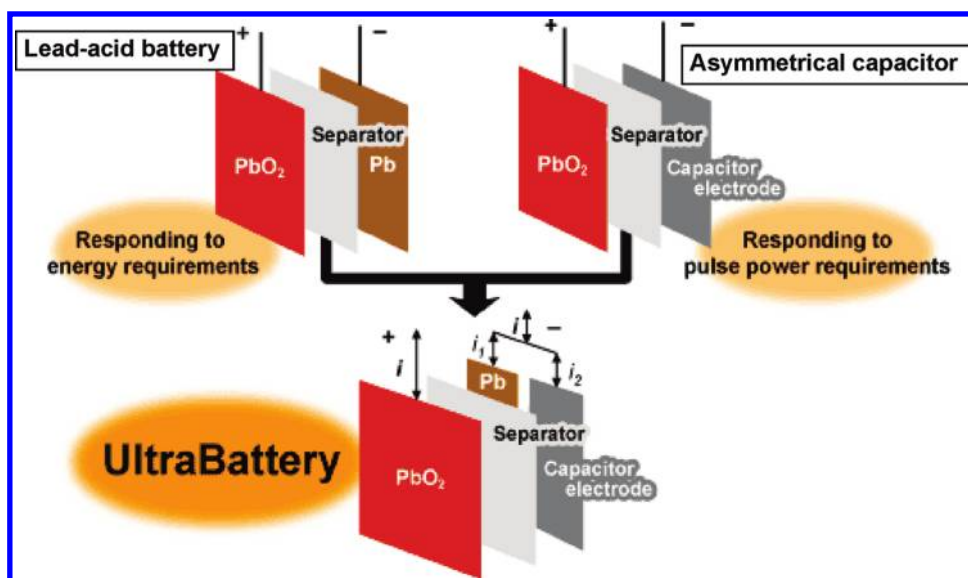 Lead-acid battery
+
−
PbO₂
Separator
Pb
Responding to
energy requirements
+
−
Asymmetrical capacitor
PbO₂
Separator
Capacitor
electrode
Responding to
pulse power requirements
UltraBattery
+
i
i
−
i₁
i₂
PbO₂
Pb
Separator
Capacitor
electrode